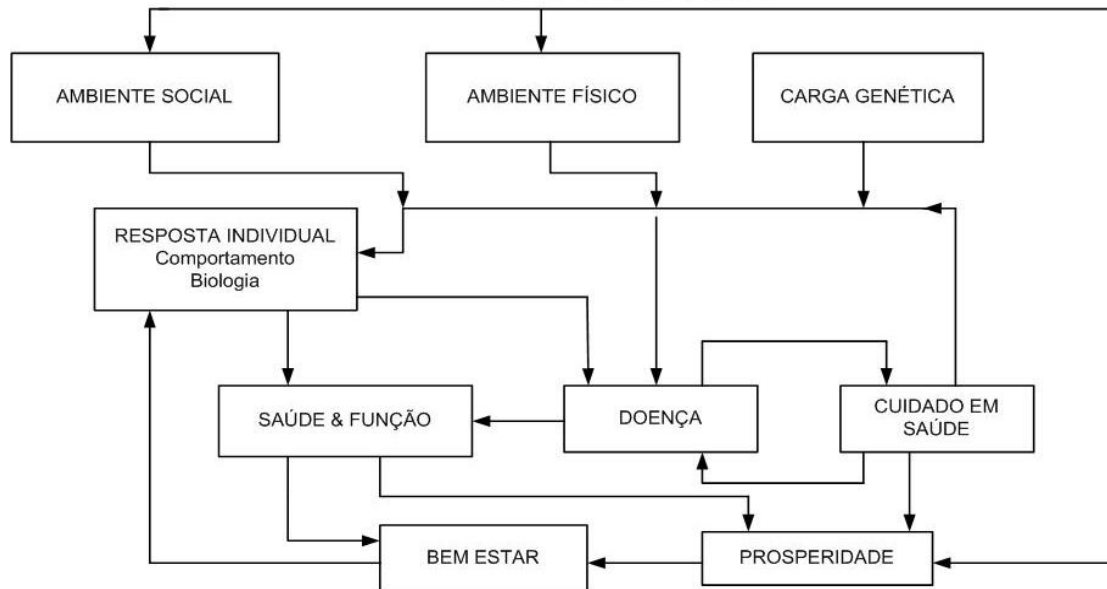 AMBIENTE SOCIAL
AMBIENTE FÍSICO
CARGA GENÉTICA
RESPOSTA INDIVIDUAL
Comportamento
Biologia
SAÚDE & FUNÇÃO
DOENÇA
CUIDADO EM
SAÚDE
BEM ESTAR
PROSPERIDADE